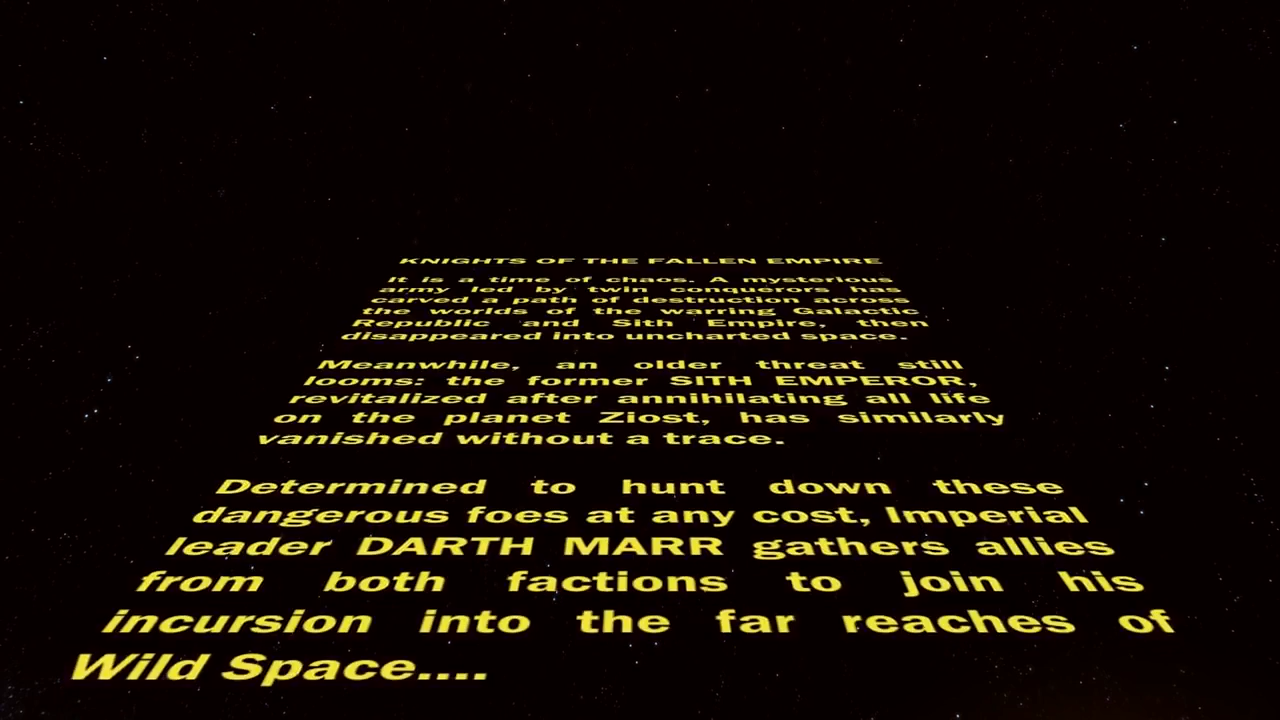 KNIGHTS OF THE FALLEN EMPIRE
It is a time of chaos. A mysterious
army led by twin conquerors has
carved a path of destruction across
the worlds of the warring Galactic
Republic and Sith Empire, then
disappeared into uncharted space.
Meanwhile, an older threat still
looms: the former SITH EMPEROR,
revitalized after annihilating all life
on the planet Ziost, has similarly
vanished without a trace.
Determined to hunt down these
dangerous foes at any cost, Imperial
leader DARTH MARR gathers allies
from both factions to join his
incursion into the far reaches of
Wild Space....